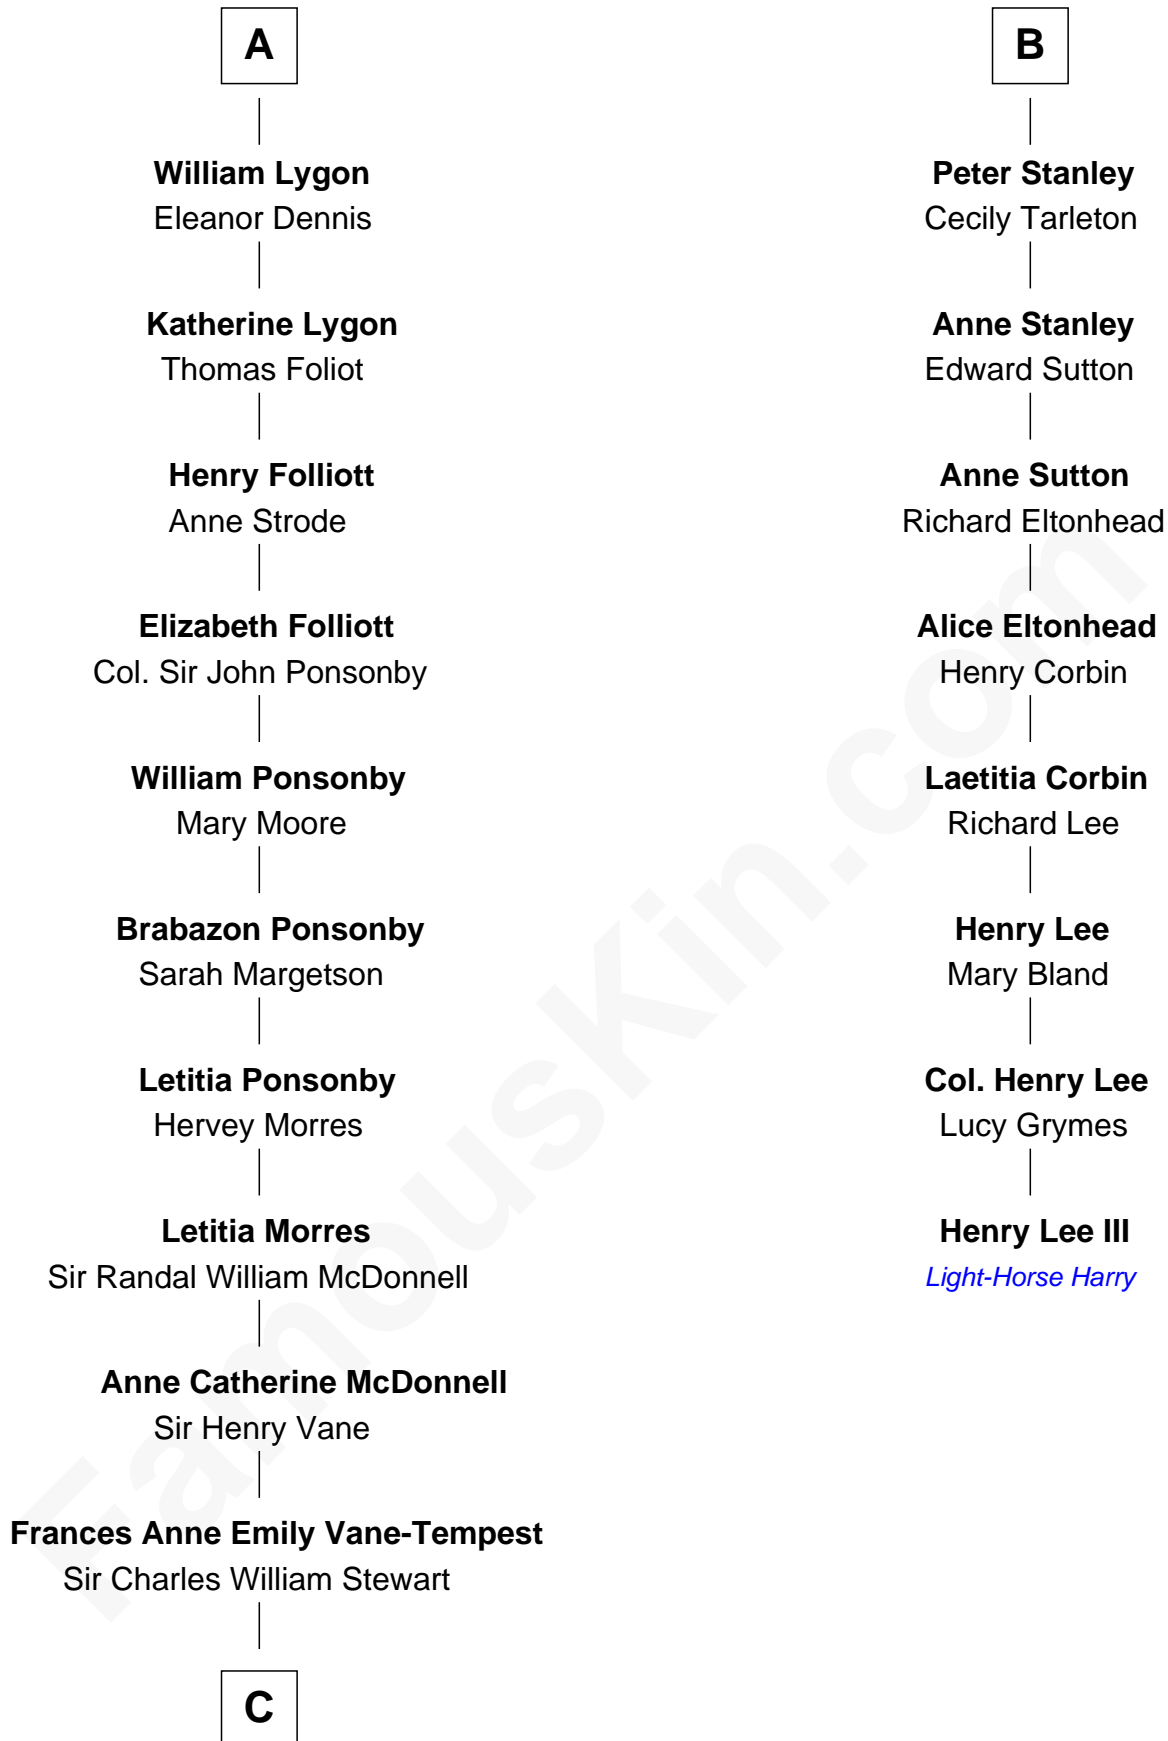 A
William Lygon
Eleanor Dennis
Katherine Lygon
Thomas Foliot
Henry Folliott
Anne Strode
Elizabeth Folliott
Col. Sir John Ponsonby
William Ponsonby
Mary Moore
Brabazon Ponsonby
Sarah Margetson
Letitia Ponsonby
Hervey Morres
Letitia Morres
Sir Randal William McDonnell
Anne Catherine McDonnell
Sir Henry Vane
Frances Anne Emily Vane-Tempest
Sir Charles William Stewart
C
B
Peter Stanley
Cecily Tarleton
Anne Stanley
Edward Sutton
Anne Sutton
Richard Eltonhead
Alice Eltonhead
Henry Corbin
Laetitia Corbin
Richard Lee
Henry Lee
Mary Bland
Col. Henry Lee
Lucy Grymes
Henry Lee III
Light-Horse Harry
FamousKin.com